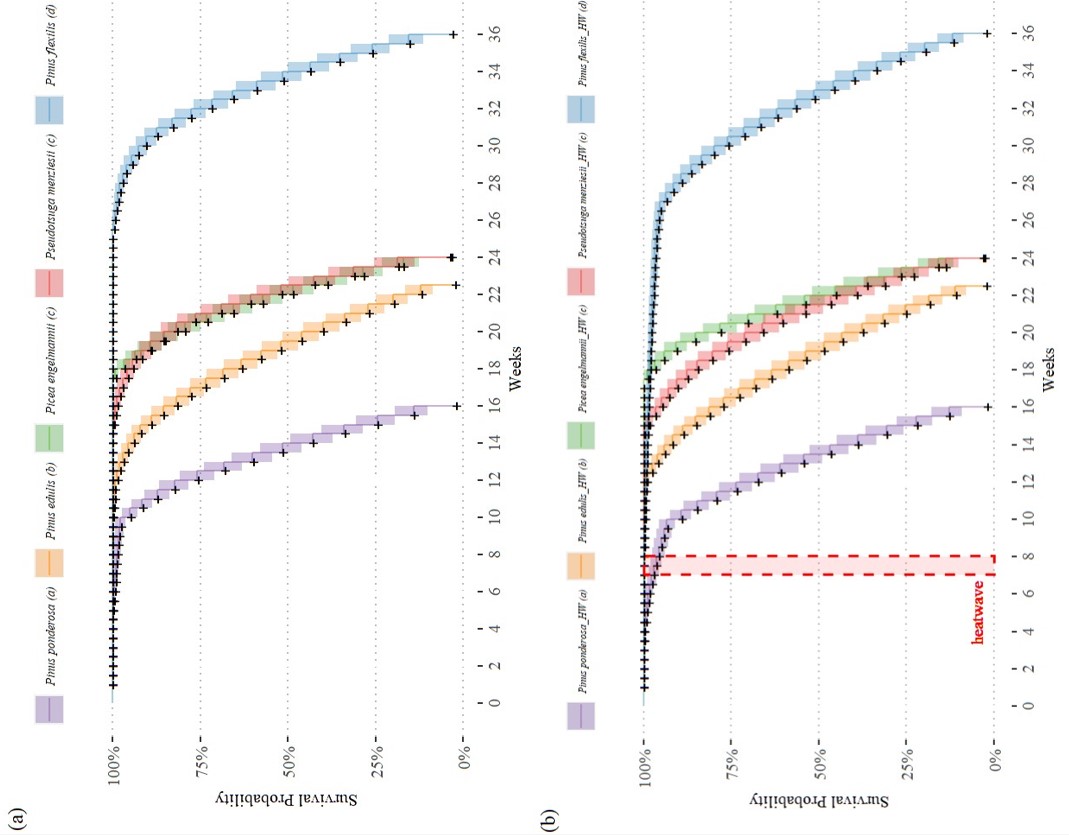 (a)
Pinus ponderosa (a) Pinus edulis (b) Picea engelmannii (c) Pseudotsuga menziesii (c) Pinus flexilis (d)
100%
75%
50%
25%
0%
Survival Probability
0 2 4 6 8 10 12 14 16 18 20 22 24 26 28 30 32 34 36
Weeks
(b)
Pinus ponderosa_HW (a) Pinus edulis_HW (b) Picea engelmannii_HW (c) Pseudotsuga menziesii_HW (c) Pinus flexilis_HW (d)
100%
75%
50%
25%
0%
Survival Probability
heatwave
0 2 4 6 8 10 12 14 16 18 20 22 24 26 28 30 32 34 36
Weeks